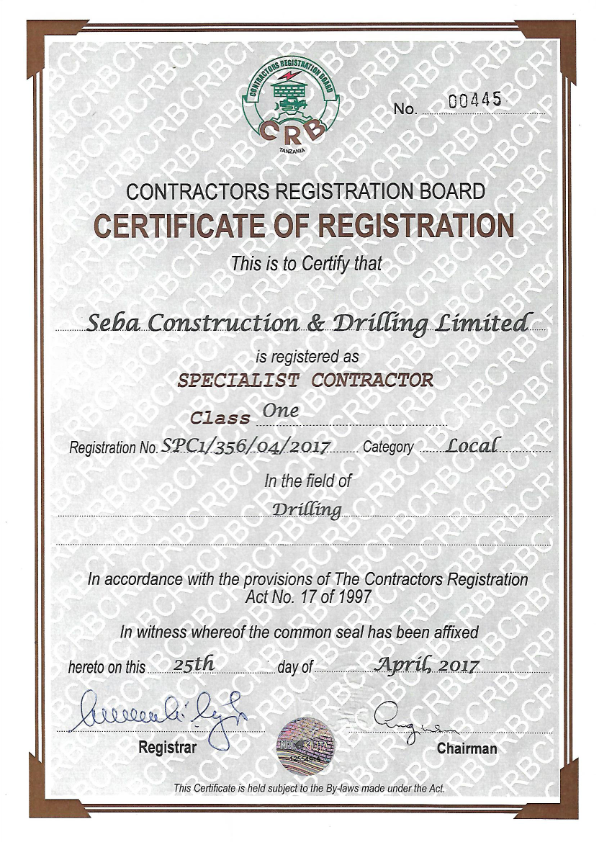 CONTRACTORS REGISTRATION BOARD
CRB
TANZANIA
No. 00445
CONTRACTORS REGISTRATION BOARD
CERTIFICATE OF REGISTRATION
This is to Certify that
Seba Construction & Drilling Limited
is registered as
SPECIALIST CONTRACTOR
Class One
Registration No. SPC1/356/04/2017 Category Local
In the field of
Drilling
In accordance with the provisions of The Contractors Registration
Act No. 17 of 1997
In witness whereof the common seal has been affixed
hereto on this 25th day of April, 2017
Registrar Chairman
This Certificate is held subject to the By-laws made under the Act.